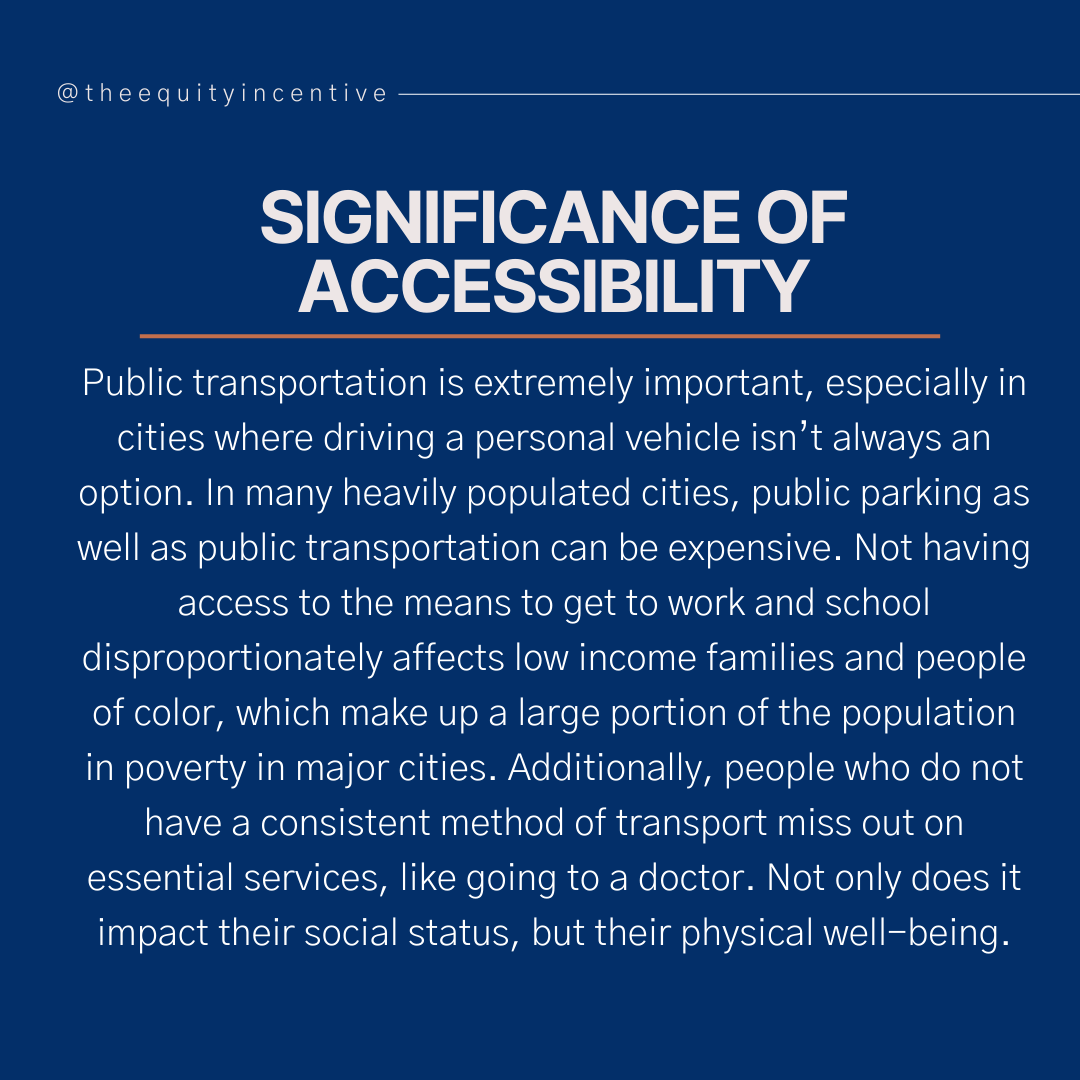 @theequityincentive
SIGNIFICANCE OF
ACCESSIBILITY
Public transportation is extremely important, especially in
cities where driving a personal vehicle isn’t always an
option. In many heavily populated cities, public parking as
well as public transportation can be expensive. Not having
access to the means to get to work and school
disproportionately affects low income families and people
of color, which make up a large portion of the population
in poverty in major cities. Additionally, people who do not
have a consistent method of transport miss out on
essential services, like going to a doctor. Not only does it
impact their social status, but their physical well-being.